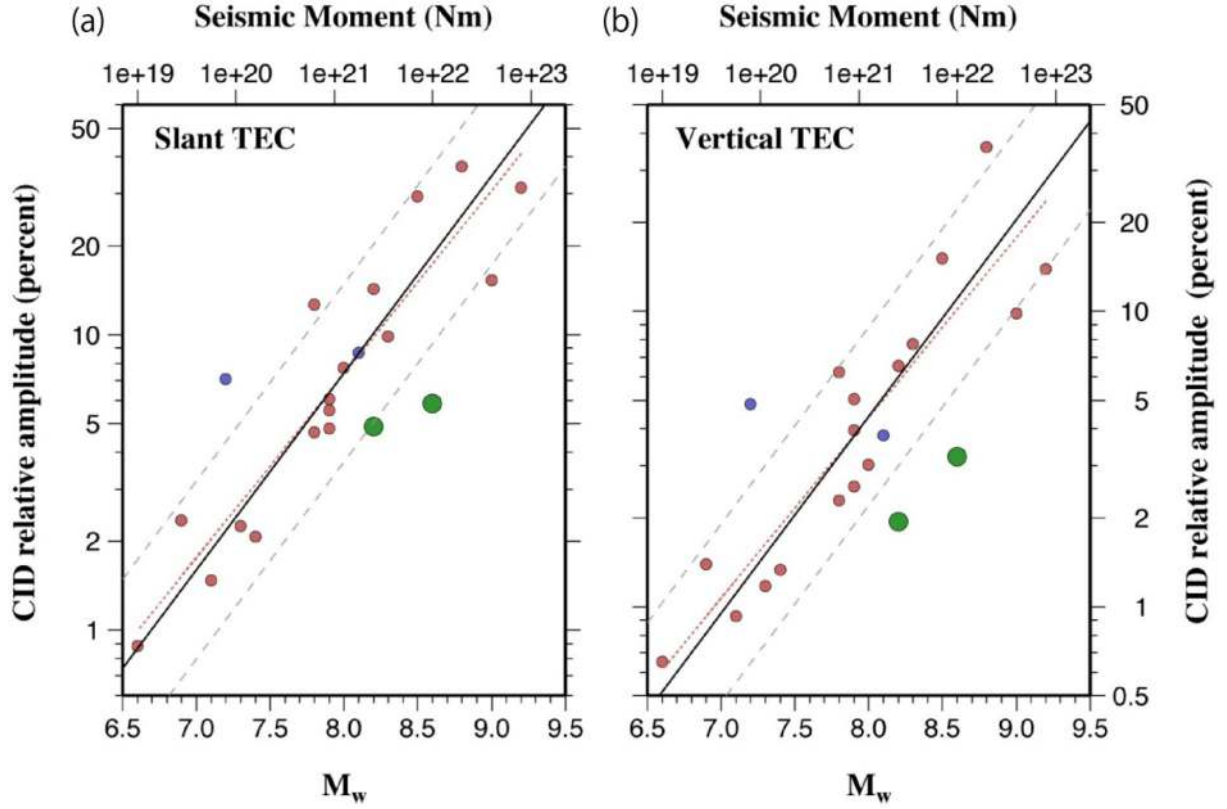 (a) Seismic Moment (Nm)
1e+19 1e+20 1e+21 1e+22 1e+23
Slant TEC
CID relative amplitude (percent)
50
20
10
5
2
1
6.5 7.0 7.5 8.0 8.5 9.0 9.5
Mw
(b) Seismic Moment (Nm)
1e+19 1e+20 1e+21 1e+22 1e+23
Vertical TEC
50
20
10
5
2
1
0.5
CID relative amplitude (percent)
6.5 7.0 7.5 8.0 8.5 9.0 9.5
Mw